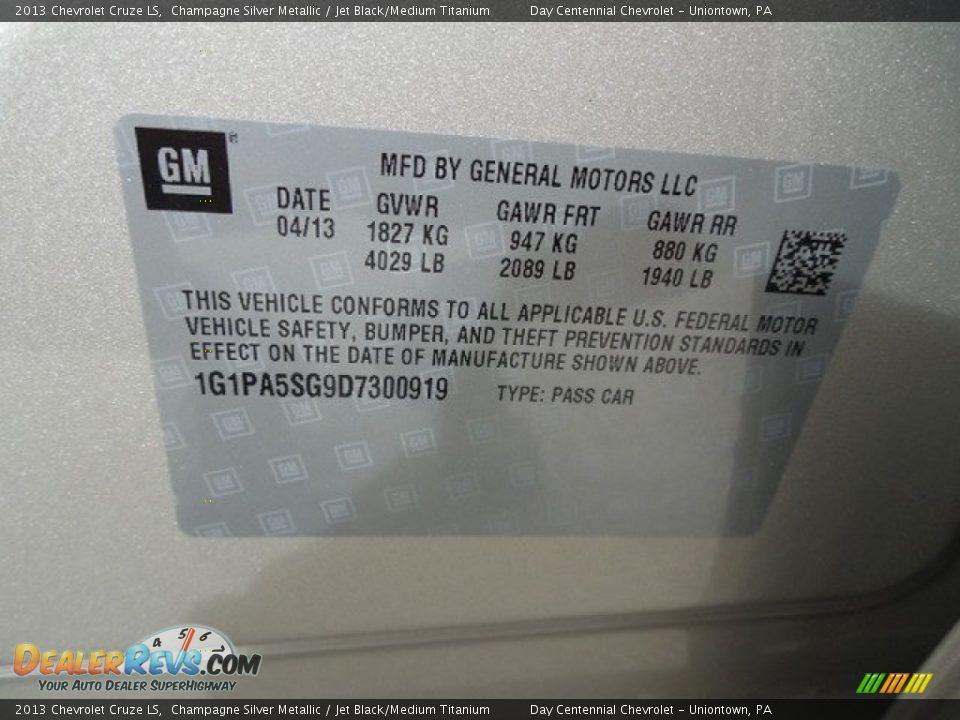 2013 Chevrolet Cruze LS, Champagne Silver Metallic / Jet Black/Medium Titanium Day Centennial Chevrolet - Uniontown, PA
GM
MFD BY GENERAL MOTORS LLC
DATE GVWR GAWR FRT GAWR RR
04/13 1827 KG 947 KG 880 KG
4029 LB 2089 LB 1940 LB
THIS VEHICLE CONFORMS TO ALL APPLICABLE U.S. FEDERAL MOTOR
VEHICLE SAFETY, BUMPER, AND THEFT PREVENTION STANDARDS IN
EFFECT ON THE DATE OF MANUFACTURE SHOWN ABOVE.
1G1PA5SG9D7300919 TYPE: PASS CAR
4 5 6 7
DealerRevs.com
Your Auto Dealer SuperHighway
2013 Chevrolet Cruze LS, Champagne Silver Metallic / Jet Black/Medium Titanium Day Centennial Chevrolet - Uniontown, PA